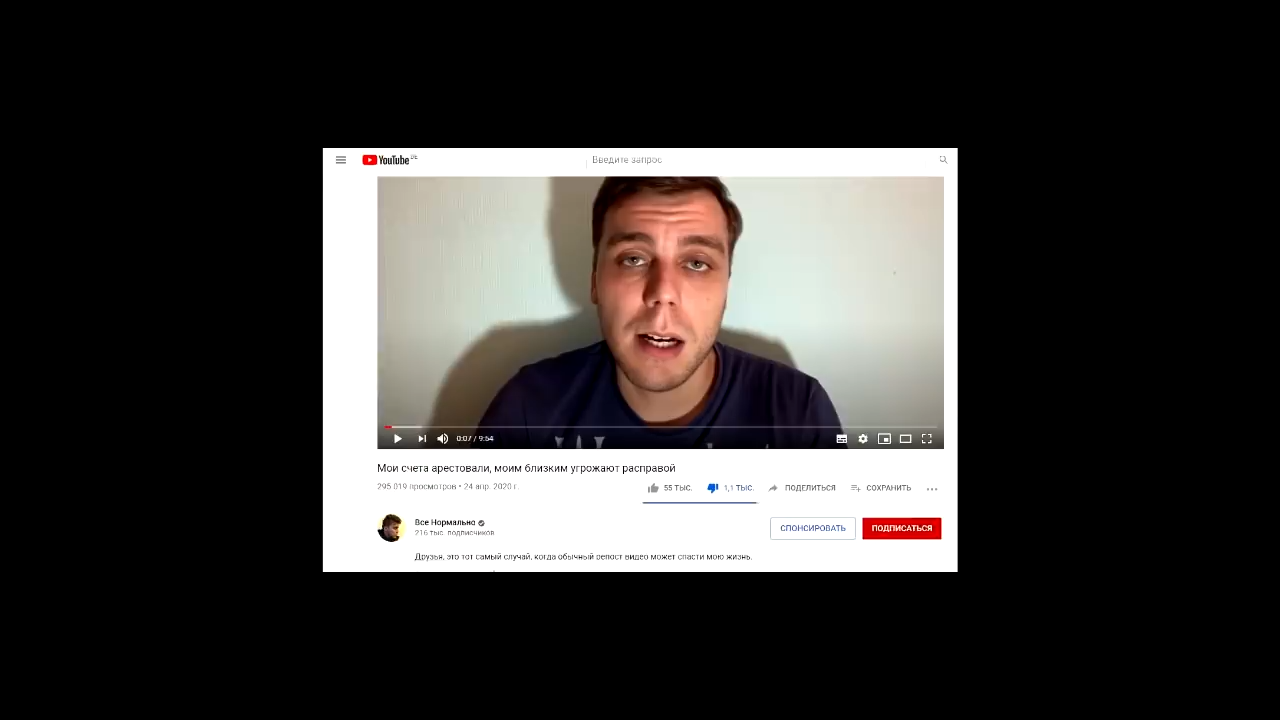 YouTube DE
Введите запрос
0:07 / 9:54
Мои счета арестовали, моим близким угрожают расправой
295 019 просмотров • 24 апр. 2020 г.
55 ТЫС.
1,1 ТЫС.
ПОДЕЛИТЬСЯ
СОХРАНИТЬ
Все Нормально
216 тыс. подписчиков
СПОНСИРОВАТЬ
ПОДПИСАТЬСЯ
Друзья, это тот самый случай, когда обычный репост видео может спасти мою жизнь.